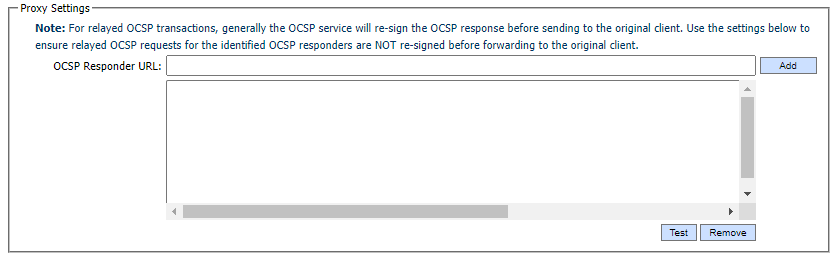 Proxy Settings
Note: For relayed OCSP transactions, generally the OCSP service will re-sign the OCSP response before sending to the original client. Use the settings below to
ensure relayed OCSP requests for the identified OCSP responders are NOT re-signed before forwarding to the original client.
OCSP Responder URL: Add
Test Remove